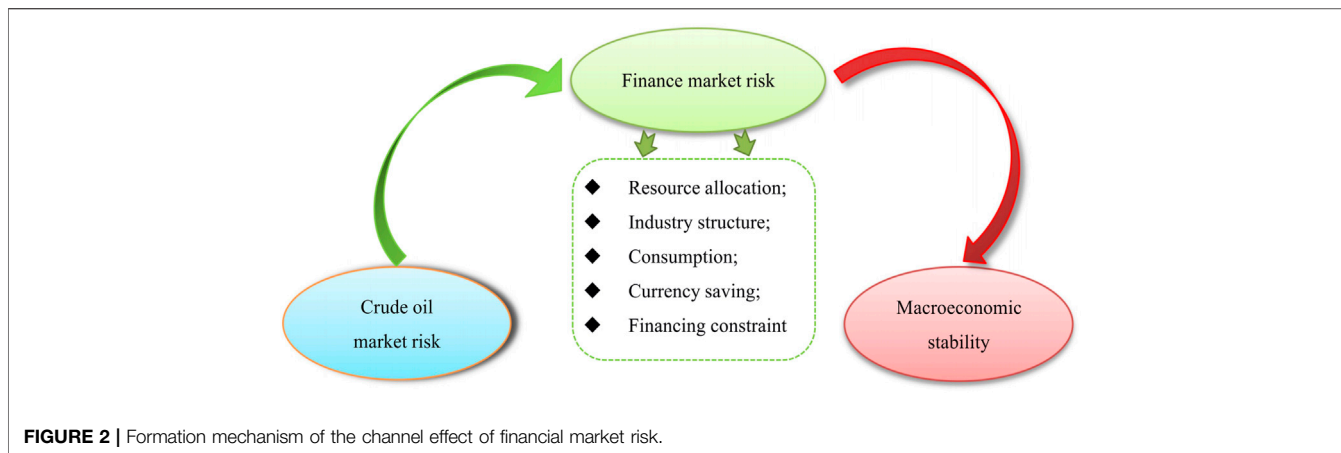 Finance market risk
◆ Resource allocation;
◆ Industry structure;
◆ Consumption;
◆ Currency saving;
◆ Financing constraint
Crude oil
market risk
Macroeconomic
stability
FIGURE 2 | Formation mechanism of the channel effect of financial market risk.